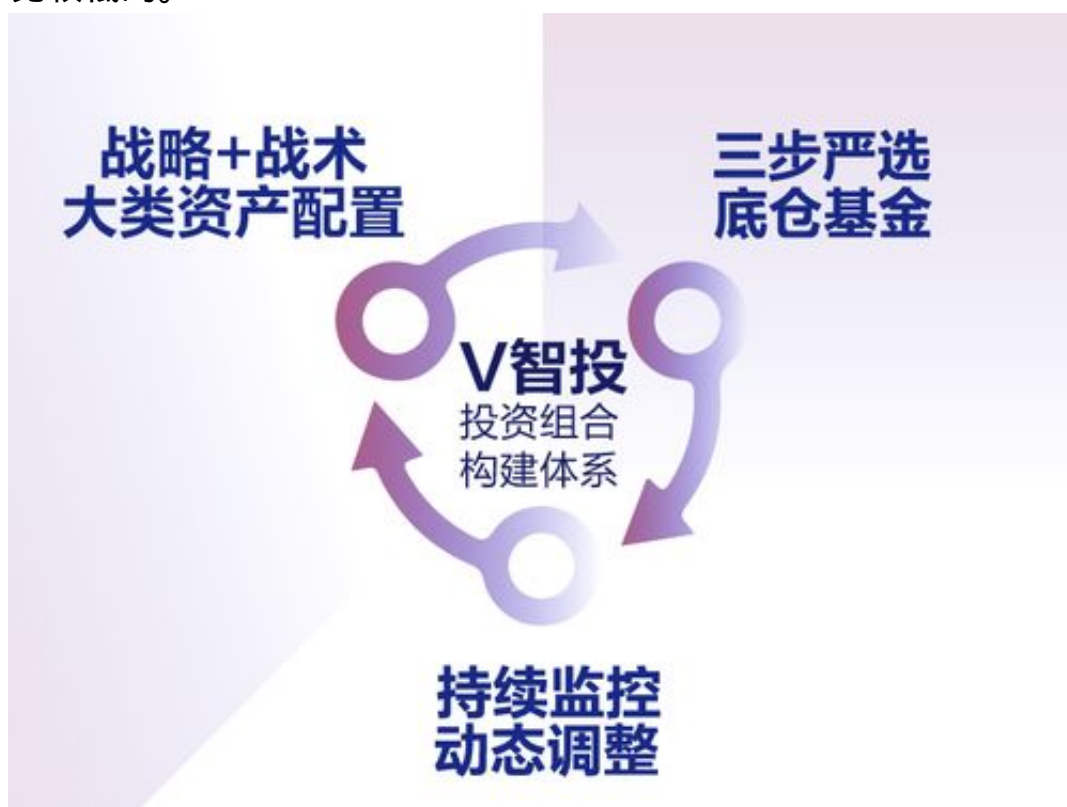 战略+战术
大类资产配置
三步严选
底仓基金
V智投
投资组合
构建体系
持续监控
动态调整